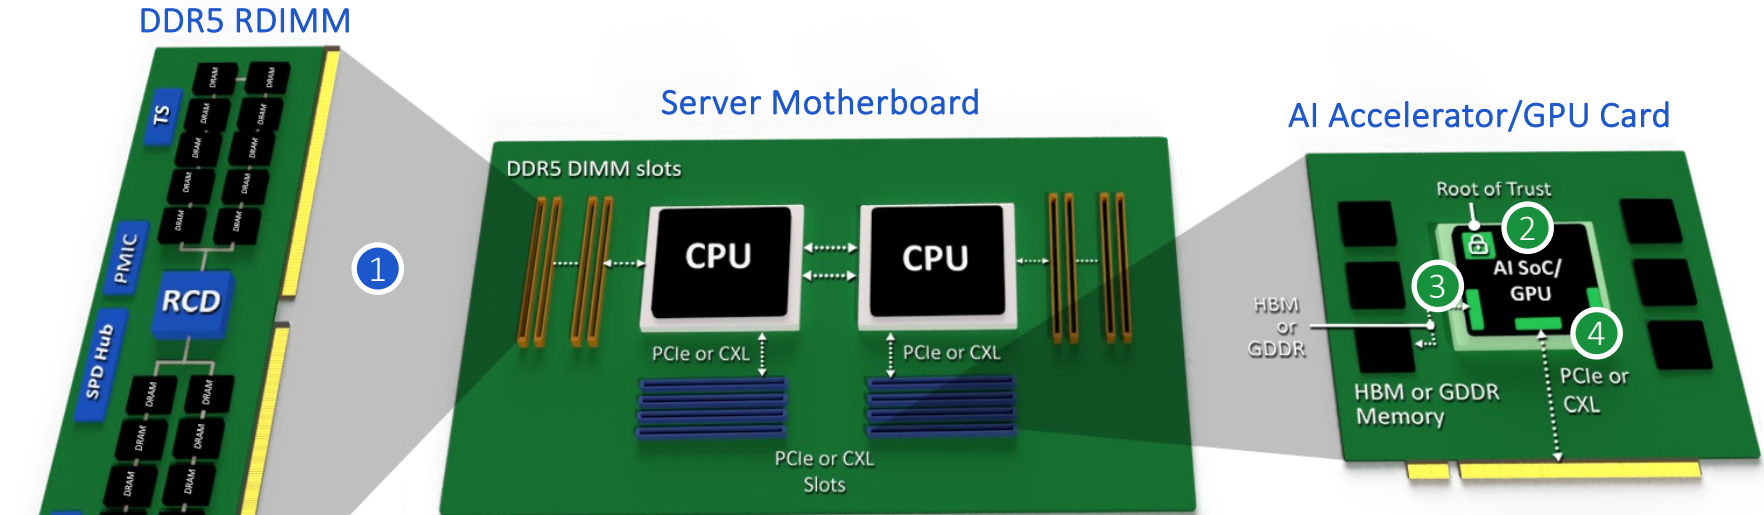 DDR5 RDIMM
DRAM
DRAM
TS
DRAM
DRAM
DRAM
DRAM
DRAM
DRAM
DRAM
DRAM
PMIC
RCD
SPD Hub
DRAM
DRAM
DRAM
DRAM
DRAM
DRAM
1
Server Motherboard
DDR5 DIMM slots
CPU
CPU
PCIe or CXL
PCIe or CXL
PCIe or CXL
Slots
AI Accelerator/GPU Card
Root of Trust
2
AI SoC/
GPU
3
HBM
or
GDDR
4
HBM or GDDR
Memory
PCIe or
CXL